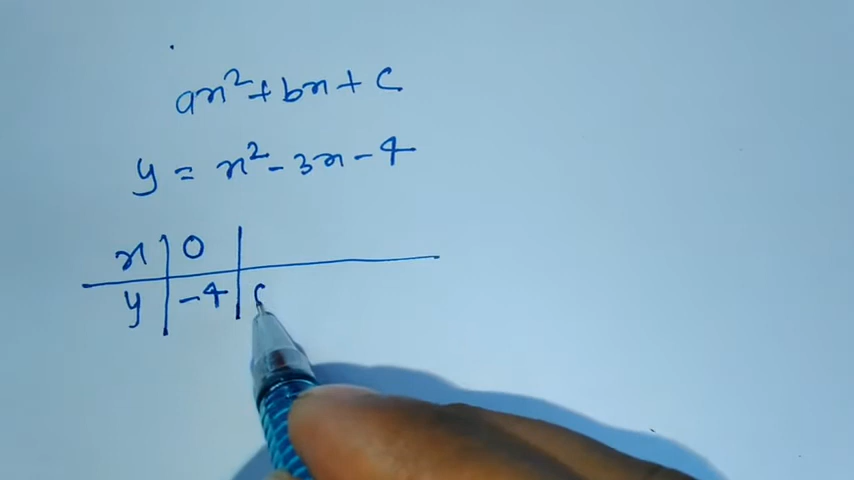 ax² + bx + c
y = x² - 3x - 4
x | 0 |
y | -4 |